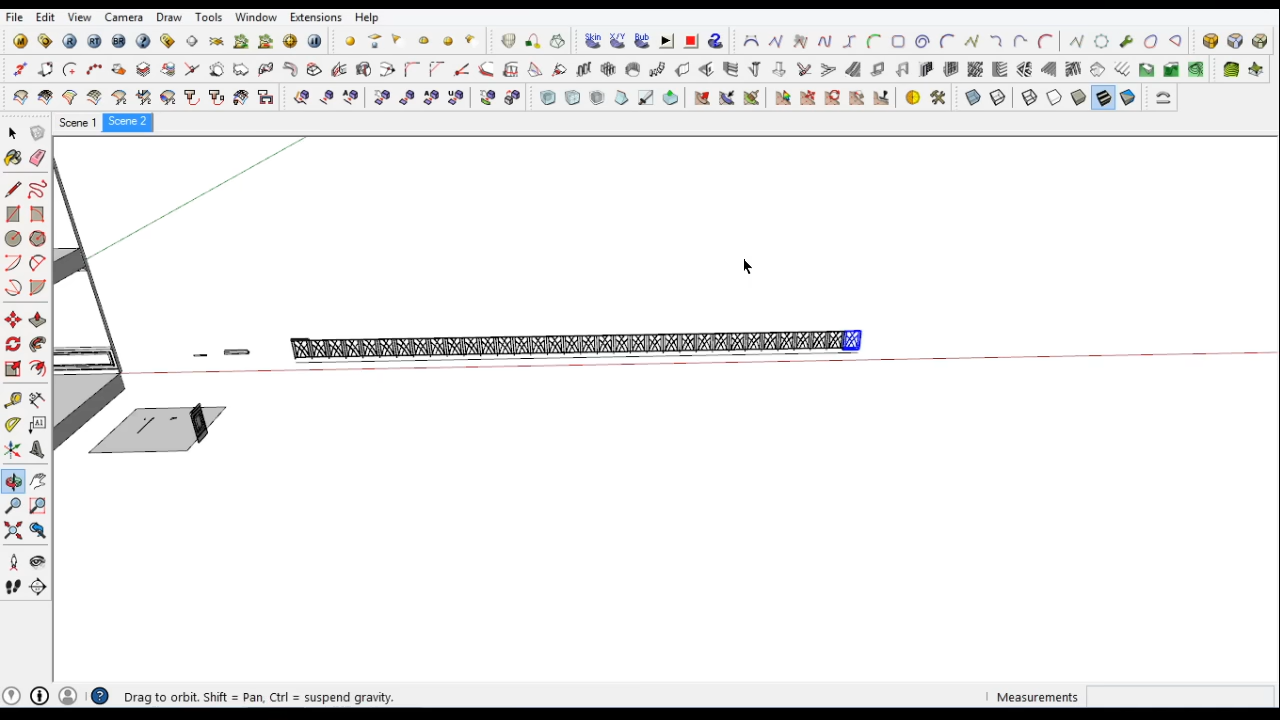 File Edit View Camera Draw Tools Window Extensions Help
Skin X/Y Bub
Scene 1 Scene 2
Drag to orbit. Shift = Pan, Ctrl = suspend gravity. Measurements